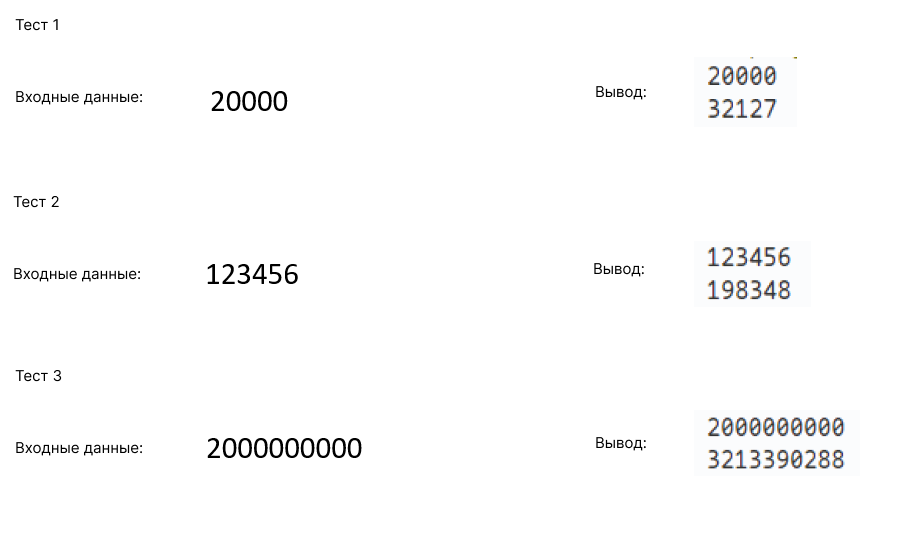 Тест 1
Входные данные: 20000 Вывод: 20000
32127
Тест 2
Входные данные: 123456 Вывод: 123456
198348
Тест 3
Входные данные: 2000000000 Вывод: 2000000000
3213390288